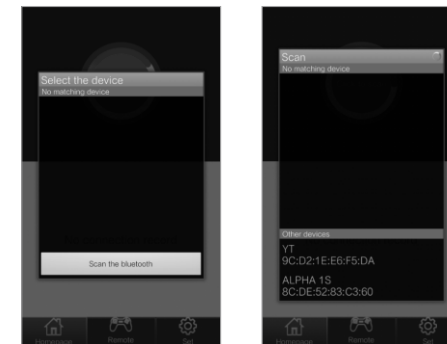 Select the device
No matching device
Scan the bluetooth
Homepage
Remote
Set
Scan
No matching device
Other devices
YT
9C:D2:1E:E6:F5:DA
ALPHA 1S
8C:DE:52:83:C3:60
Homepage
Remote
Set